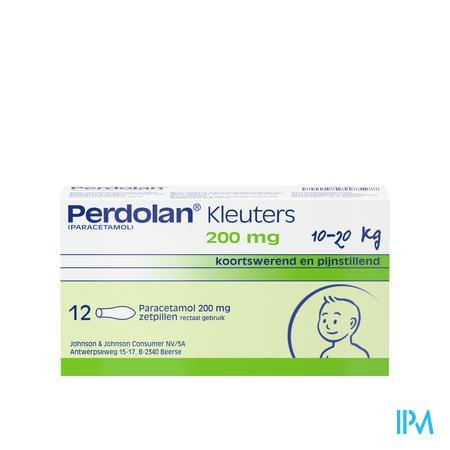 Perdolan
Perdolan® Kleuters
(PARACETAMOL)
200 mg
10-20 kg
koortswerend en pijnstillend
12 Paracetamol 200 mg
zetpillen rectaal gebruik
Johnson & Johnson Consumer NV/SA
Antwerpseweg 15-17, B-2340 Beerse
IPM